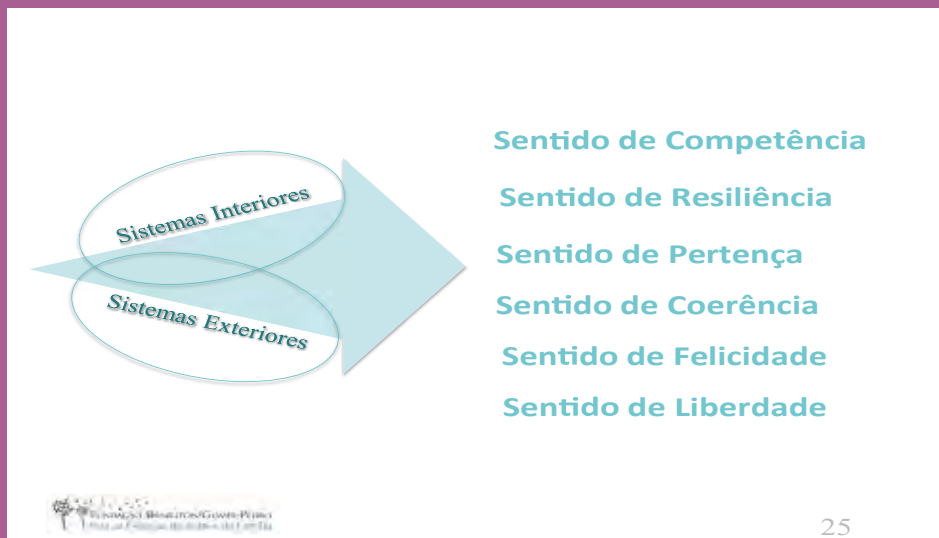 Sistemas Interiores
Sistemas Exteriores
Sentido de Competência
Sentido de Resiliência
Sentido de Pertença
Sentido de Coerência
Sentido de Felicidade
Sentido de Liberdade
25